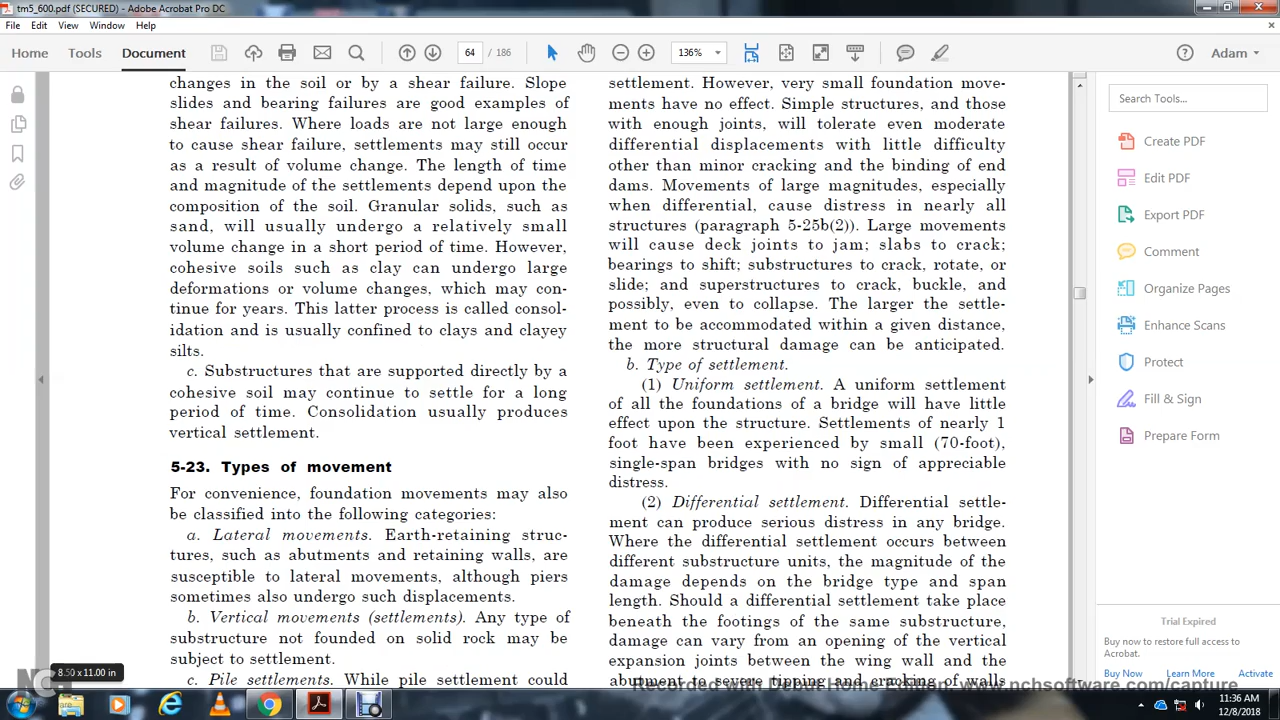 tm5_600.pdf (SECURED) - Adobe Acrobat Pro DC
File Edit View Window Help
Home Tools Document 64 / 186 136% Adam
changes in the soil or by a shear failure. Slope
slides and bearing failures are good examples of
shear failures. Where loads are not large enough
to cause shear failure, settlements may still occur
as a result of volume change. The length of time
and magnitude of the settlements depend upon the
composition of the soil. Granular solids, such as
sand, will usually undergo a relatively small
volume change in a short period of time. However,
cohesive soils such as clay can undergo large
deformations or volume changes, which may con-
tinue for years. This latter process is called consol-
idation and is usually confined to clays and clayey
silts.
c. Substructures that are supported directly by a
cohesive soil may continue to settle for a long
period of time. Consolidation usually produces
vertical settlement.
5-23. Types of movement
For convenience, foundation movements may also
be classified into the following categories:
a. Lateral movements. Earth-retaining struc-
tures, such as abutments and retaining walls, are
susceptible to lateral movements, although piers
sometimes also undergo such displacements.
b. Vertical movements (settlements). Any type of
substructure not founded on solid rock may be
subject to settlement.
c. Pile settlements. While pile settlement could
settlement. However, very small foundation move-
ments have no effect. Simple structures, and those
with enough joints, will tolerate even moderate
differential displacements with little difficulty
other than minor cracking and the binding of end
dams. Movements of large magnitudes, especially
when differential, cause distress in nearly all
structures (paragraph 5-25b(2)). Large movements
will cause deck joints to jam; slabs to crack;
bearings to shift; substructures to crack, rotate, or
slide; and superstructures to crack, buckle, and
possibly, even to collapse. The larger the settle-
ment to be accommodated within a given distance,
the more structural damage can be anticipated.
b. Type of settlement.
(1) Uniform settlement. A uniform settlement
of all the foundations of a bridge will have little
effect upon the structure. Settlements of nearly 1
foot have been experienced by small (70-foot),
single-span bridges with no sign of appreciable
distress.
(2) Differential settlement. Differential settle-
ment can produce serious distress in any bridge.
Where the differential settlement occurs between
different substructure units, the magnitude of the
damage depends on the bridge type and span
length. Should a differential settlement take place
beneath the footings of the same substructure,
damage can vary from an opening of the vertical
expansion joints between the wing wall and the
abutment to severe tipping and cracking of walls
Search Tools...
Create PDF
Edit PDF
Export PDF
Comment
Organize Pages
Enhance Scans
Protect
Fill & Sign
Prepare Form
Trial Expired
Buy now to restore full access to
Acrobat.
Buy Now Learn More Activate
8.50 x 11.00 in
Recorded with Debut Home Edition. www.nchsoftware.com/capture
11:36 AM
12/8/2018